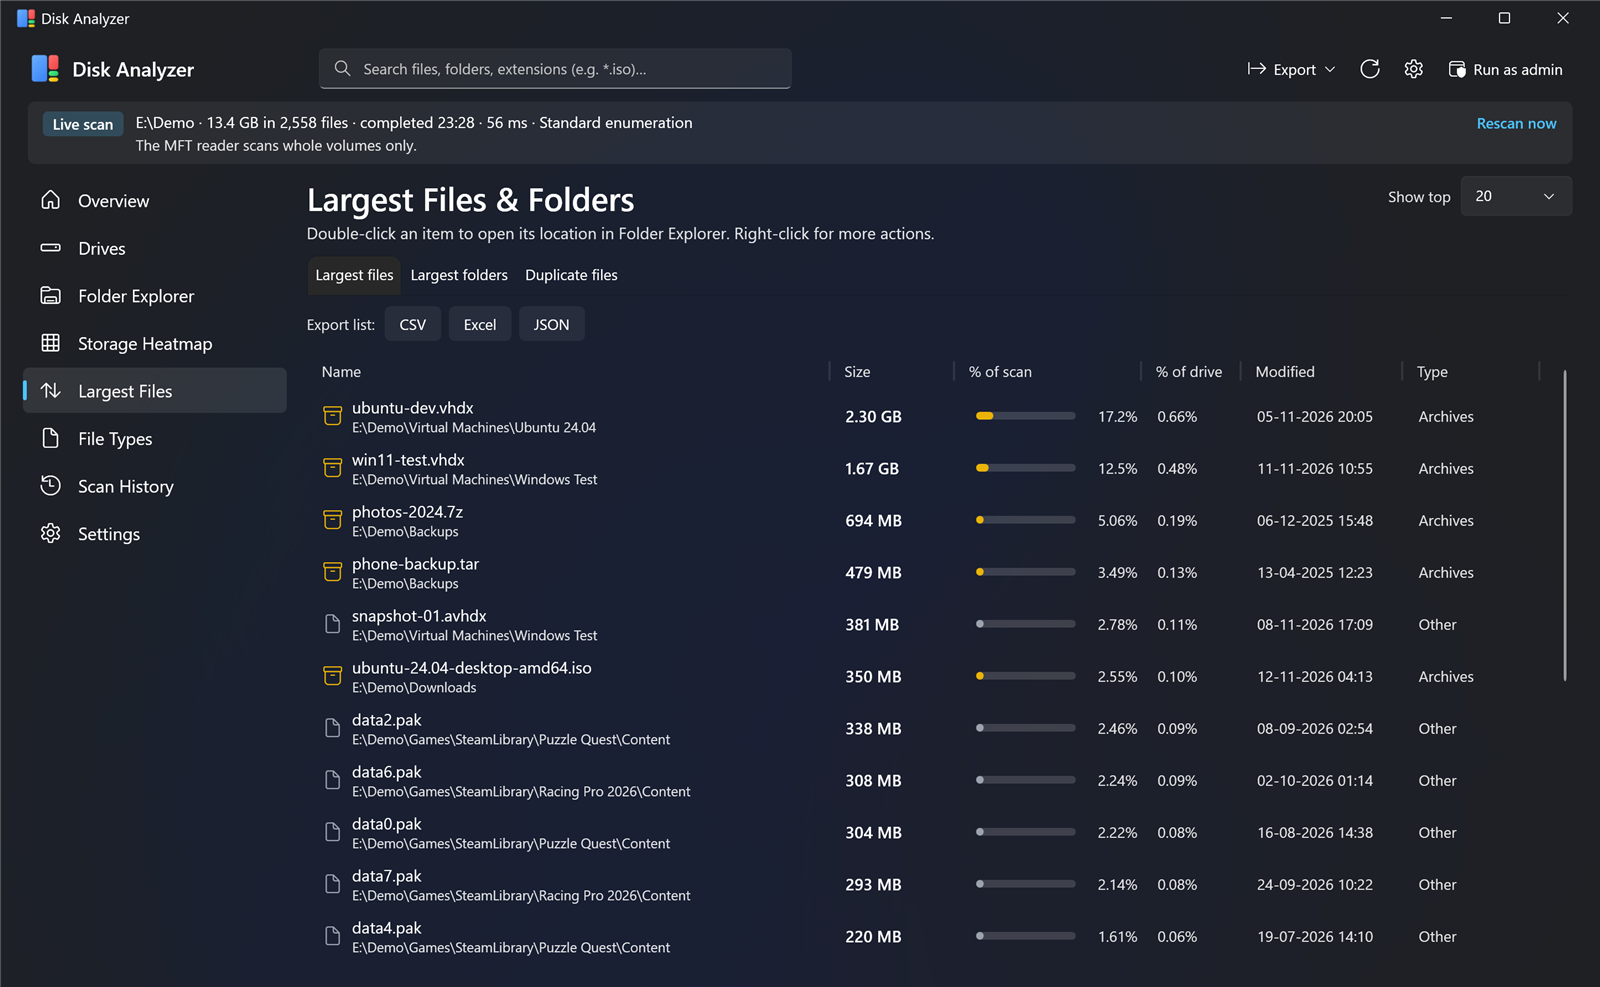 Disk Analyzer
Disk Analyzer
Search files, folders, extensions (e.g. *.iso)...
Export
Run as admin
Live scan
E:\Demo · 13.4 GB in 2,558 files · completed 23:28 · 56 ms · Standard enumeration
The MFT reader scans whole volumes only.
Rescan now
Overview
Drives
Folder Explorer
Storage Heatmap
Largest Files
File Types
Scan History
Settings
Largest Files & Folders
Show top 20
Double-click an item to open its location in Folder Explorer. Right-click for more actions.
Largest files Largest folders Duplicate files
Export list: CSV Excel JSON
Name Size % of scan % of drive Modified Type
ubuntu-dev.vhdx
E:\Demo\Virtual Machines\Ubuntu 24.04
2.30 GB 17.2% 0.66% 05-11-2026 20:05 Archives
win11-test.vhdx
E:\Demo\Virtual Machines\Windows Test
1.67 GB 12.5% 0.48% 11-11-2026 10:55 Archives
photos-2024.7z
E:\Demo\Backups
694 MB 5.06% 0.19% 06-12-2025 15:48 Archives
phone-backup.tar
E:\Demo\Backups
479 MB 3.49% 0.13% 13-04-2025 12:23 Archives
snapshot-01.avhdx
E:\Demo\Virtual Machines\Windows Test
381 MB 2.78% 0.11% 08-11-2026 17:09 Other
ubuntu-24.04-desktop-amd64.iso
E:\Demo\Downloads
350 MB 2.55% 0.10% 12-11-2026 04:13 Archives
data2.pak
E:\Demo\Games\SteamLibrary\Puzzle Quest\Content
338 MB 2.46% 0.09% 08-09-2026 02:54 Other
data6.pak
E:\Demo\Games\SteamLibrary\Racing Pro 2026\Content
308 MB 2.24% 0.09% 02-10-2026 01:14 Other
data0.pak
E:\Demo\Games\SteamLibrary\Puzzle Quest\Content
304 MB 2.22% 0.08% 16-08-2026 14:38 Other
data7.pak
E:\Demo\Games\SteamLibrary\Racing Pro 2026\Content
293 MB 2.14% 0.08% 24-09-2026 10:22 Other
data4.pak
E:\Demo\Games\SteamLibrary\Puzzle Quest\Content
220 MB 1.61% 0.06% 19-07-2026 14:10 Other